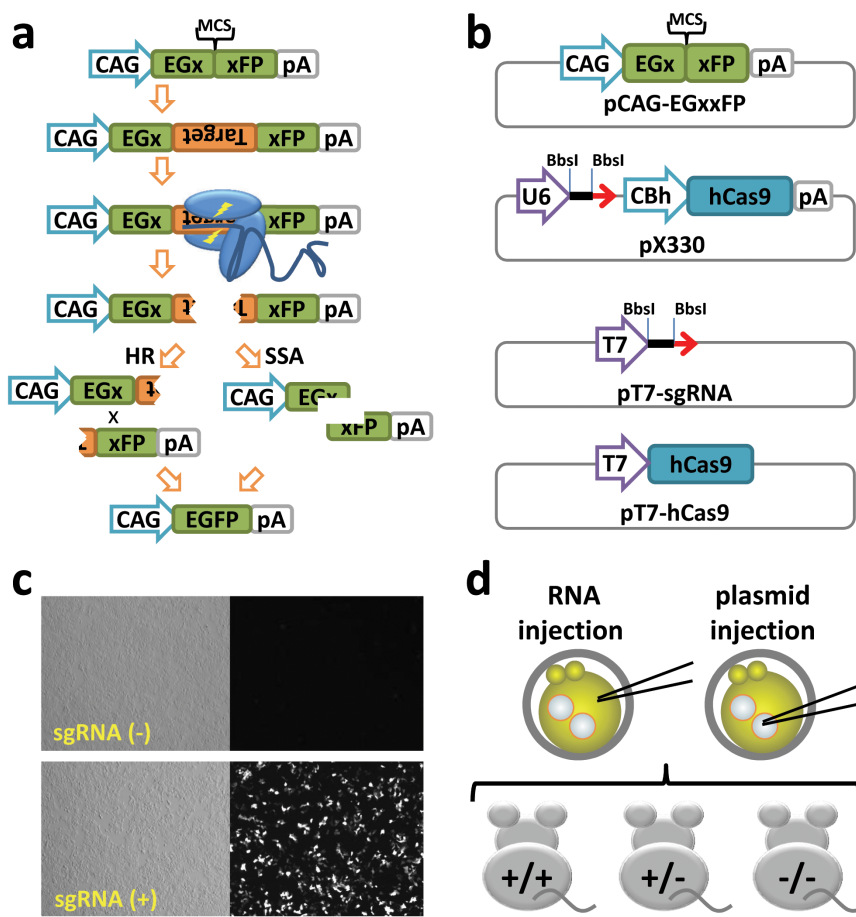 a
MCS
CAG EGx xFP pA
CAG EGx Target xFP pA
CAG EGx xFP pA
CAG EGx xFP pA
HR SSA
CAG EGx
x
xFP pA
CAG EGx
xFP pA
CAG EGFP pA
b
MCS
CAG EGx xFP pA
pCAG-EGxxFP
BbsI BbsI
U6 CBh hCas9 pA
pX330
BbsI BbsI
T7
pT7-sgRNA
T7 hCas9
pT7-hCas9
c
sgRNA (-)
sgRNA (+)
d
RNA
injection
plasmid
injection
+/+ +/- -/-